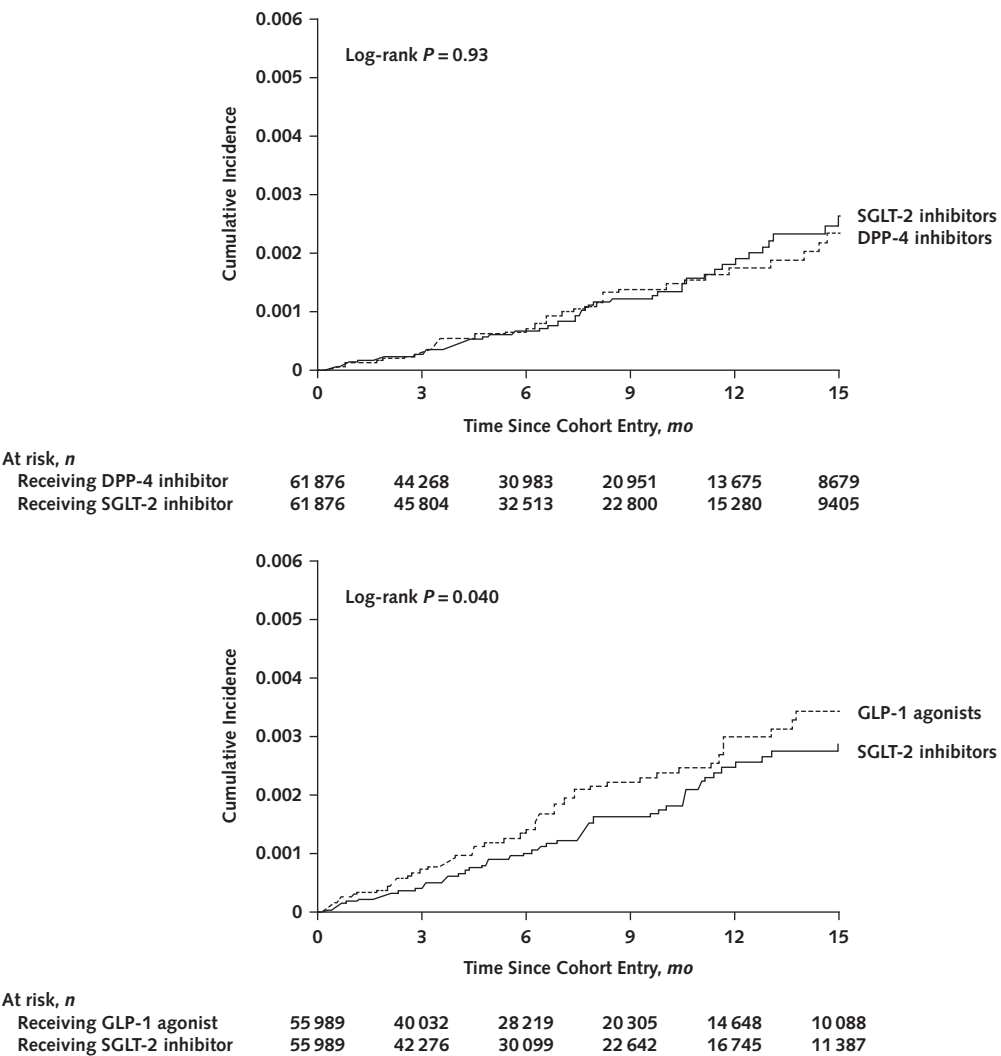 0.006
Log-rank P = 0.93
0.005
0.004
0.003
0.002
0.001
0
Cumulative Incidence
SGLT-2 inhibitors
DPP-4 inhibitors
0 3 6 9 12 15
Time Since Cohort Entry, mo
At risk, n
Receiving DPP-4 inhibitor 61 876 44 268 30 983 20 951 13 675 8679
Receiving SGLT-2 inhibitor 61 876 45 804 32 513 22 800 15 280 9405
0.006
Log-rank P = 0.040
0.005
0.004
0.003
0.002
0.001
0
Cumulative Incidence
GLP-1 agonists
SGLT-2 inhibitors
0 3 6 9 12 15
Time Since Cohort Entry, mo
At risk, n
Receiving GLP-1 agonist 55 989 40 032 28 219 20 305 14 648 10 088
Receiving SGLT-2 inhibitor 55 989 42 276 30 099 22 642 16 745 11 387